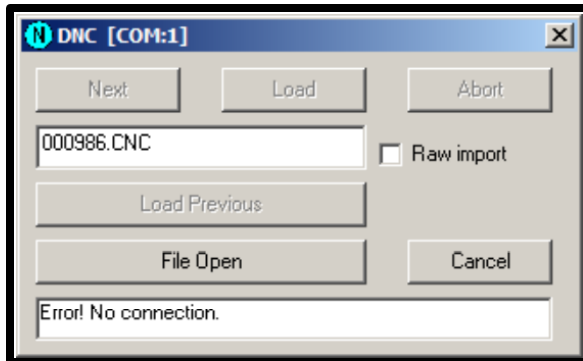 N DNC [COM:1]
Next Load Abort
000986.CNC
Raw import
Load Previous
File Open Cancel
Error! No connection.